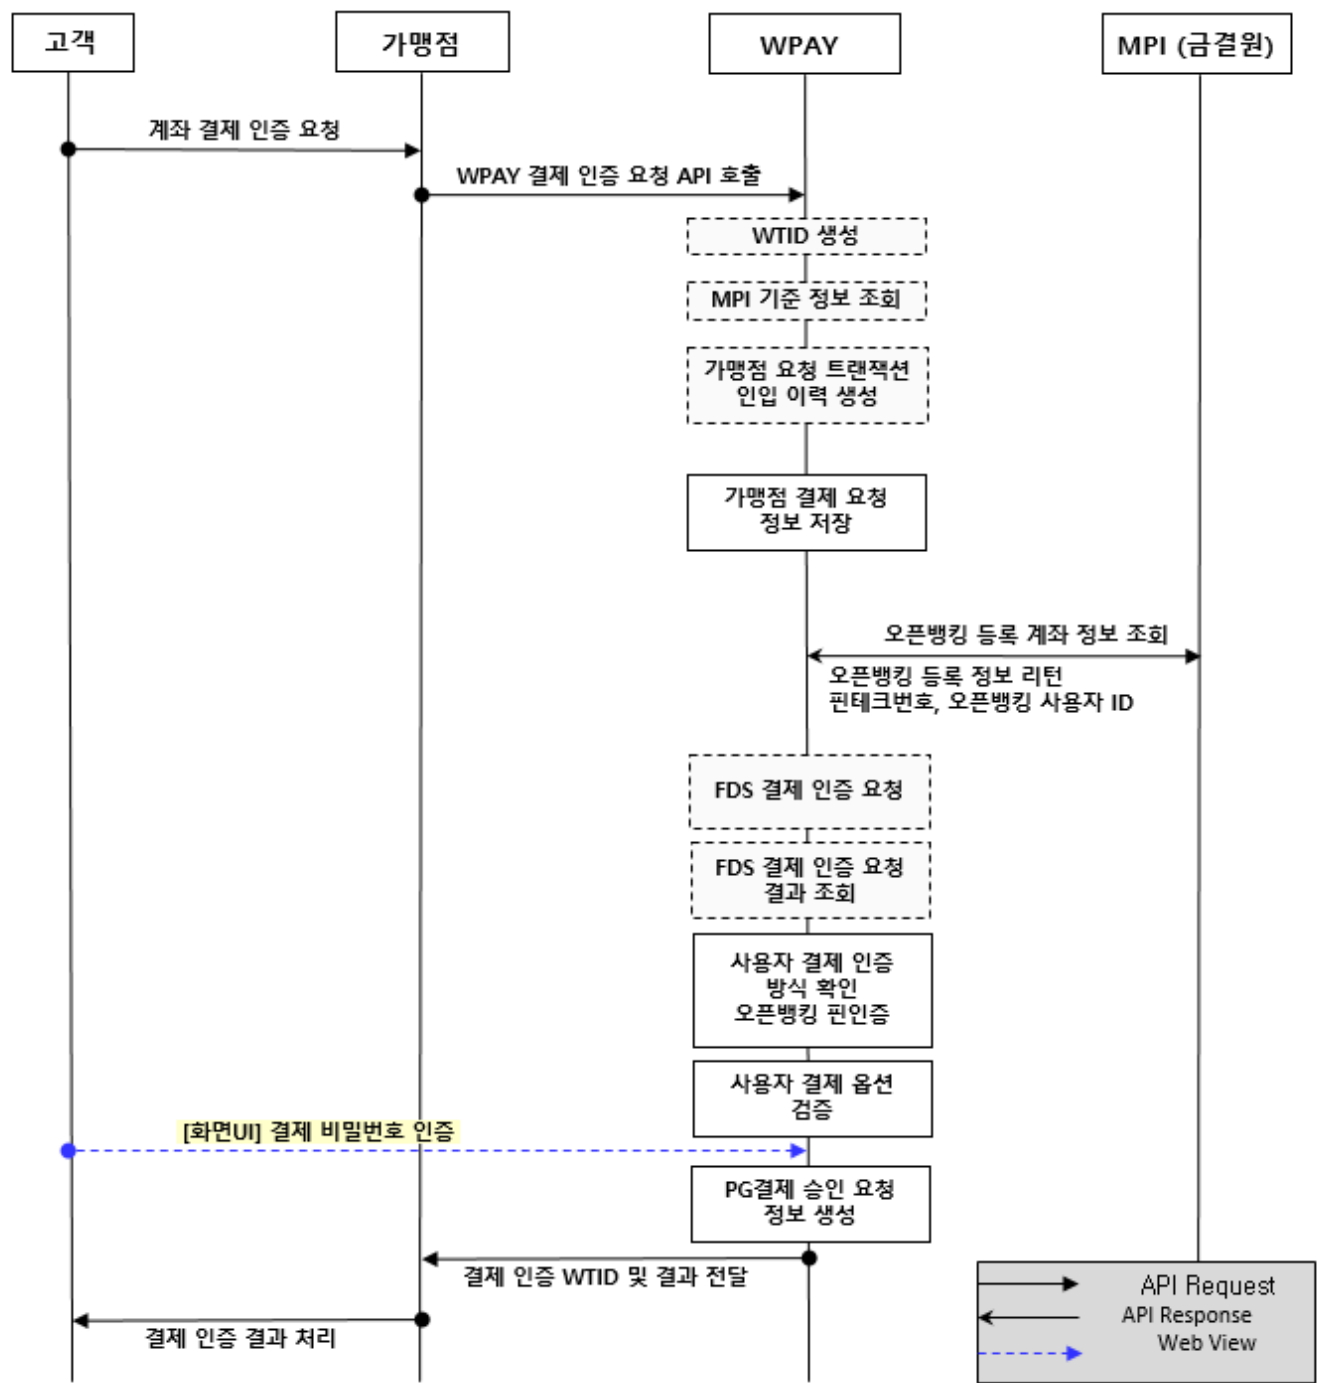 고객
가맹점
WPAY
MPI (금결원)
계좌 결제 인증 요청
WPAY 결제 인증 요청 API 호출
WTID 생성
MPI 기준 정보 조회
가맹점 요청 트랜잭션
인입 이력 생성
가맹점 결제 요청
정보 저장
오픈뱅킹 등록 계좌 정보 조회
오픈뱅킹 등록 정보 리턴
핀테크번호, 오픈뱅킹 사용자 ID
FDS 결제 인증 요청
FDS 결제 인증 요청
결과 조회
사용자 결제 인증
방식 확인
오픈뱅킹 핀인증
사용자 결제 옵션
검증
[화면UI] 결제 비밀번호 인증
PG결제 승인 요청
정보 생성
결제 인증 WTID 및 결과 전달
결제 인증 결과 처리
API Request
API Response
Web View